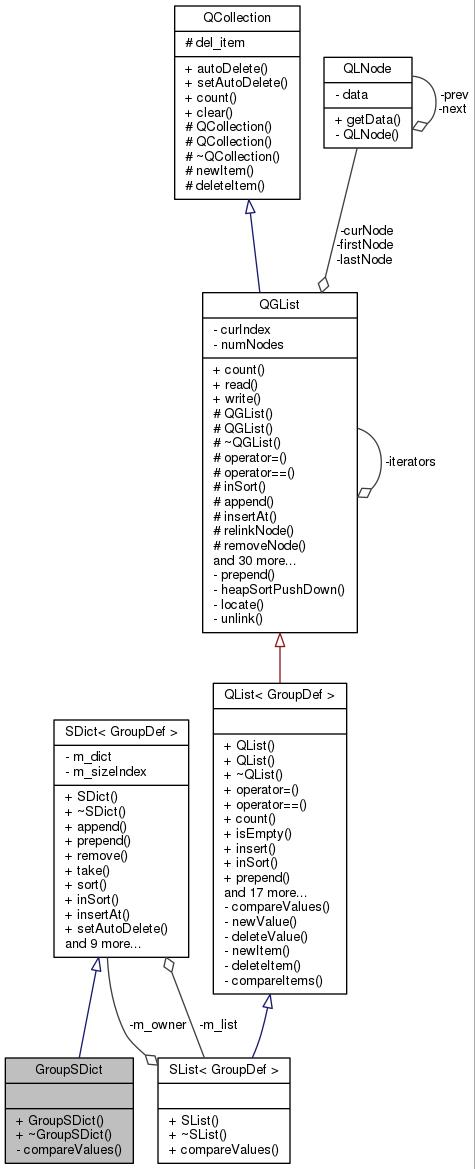 QCollection
# del_item
+ autoDelete()
+ setAutoDelete()
+ count()
+ clear()
# QCollection()
# QCollection()
# ~QCollection()
# newItem()
# deleteItem()
QLNode
- data
+ getData()
- QLNode()
-prev
-next
-curNode
-firstNode
-lastNode
QGList
- curIndex
- numNodes
+ count()
+ read()
+ write()
# QGList()
# QGList()
# ~QGList()
# operator=()
# operator==()
# inSort()
# append()
# insertAt()
# relinkNode()
# removeNode()
and 30 more...
- prepend()
- heapSortPushDown()
- locate()
- unlink()
-iterators
QList< GroupDef >
+ QList()
+ QList()
+ ~QList()
+ operator=()
+ operator==()
+ count()
+ isEmpty()
+ insert()
+ inSort()
+ prepend()
and 17 more...
- compareValues()
- newValue()
- deleteValue()
- newItem()
- deleteItem()
- compareItems()
SDict< GroupDef >
- m_dict
- m_sizeIndex
+ SDict()
+ ~SDict()
+ append()
+ prepend()
+ remove()
+ take()
+ sort()
+ inSort()
+ insertAt()
+ setAutoDelete()
and 9 more...
-m_owner
-m_list
GroupSDict
+ GroupSDict()
+ ~GroupSDict()
- compareValues()
SList< GroupDef >
+ SList()
+ ~SList()
+ compareValues()